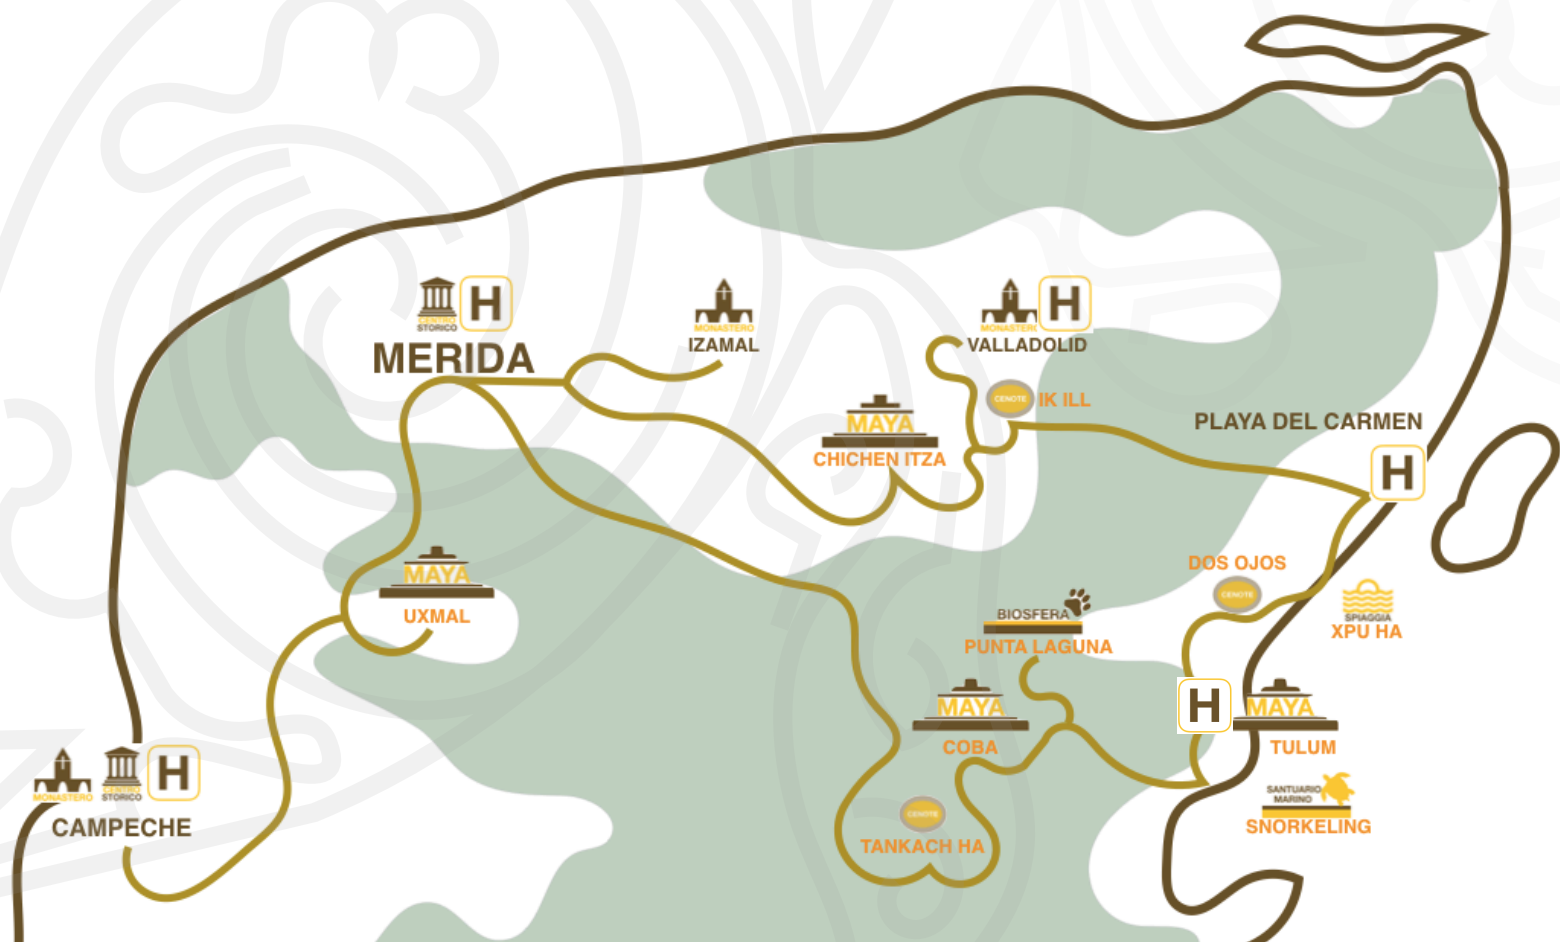 CENTRO
STORICO
H
MERIDA
MONASTERO
IZAMAL
MONASTERO
H
VALLADOLID
CENOTE
IK ILL
MAYA
CHICHEN ITZA
PLAYA DEL CARMEN
H
MAYA
UXMAL
DOS OJOS
CENOTE
SPIAGGIA
XPU HA
BIOSFERA
PUNTA LAGUNA
MAYA
COBA
H
MAYA
TULUM
MONASTERO
CENTRO
STORICO
H
CAMPECHE
CENOTE
TANKACH HA
SANTUARIO
MARINO
SNORKELING